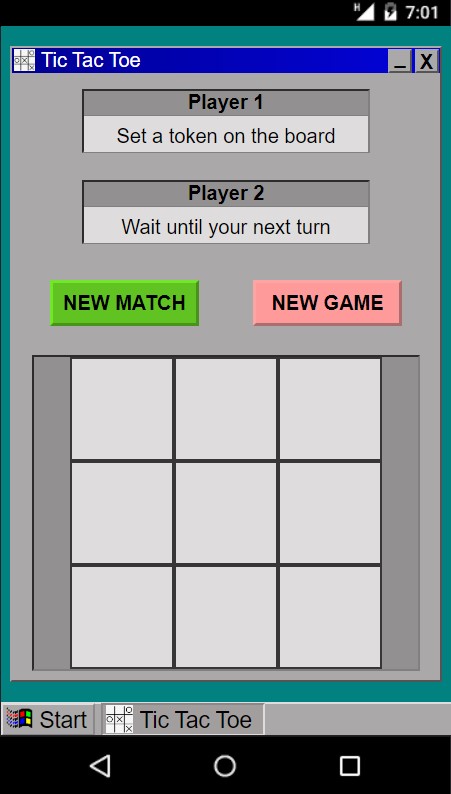 H 7:01
Tic Tac Toe _ X
Player 1
Set a token on the board
Player 2
Wait until your next turn
NEW MATCH NEW GAME
Start Tic Tac Toe